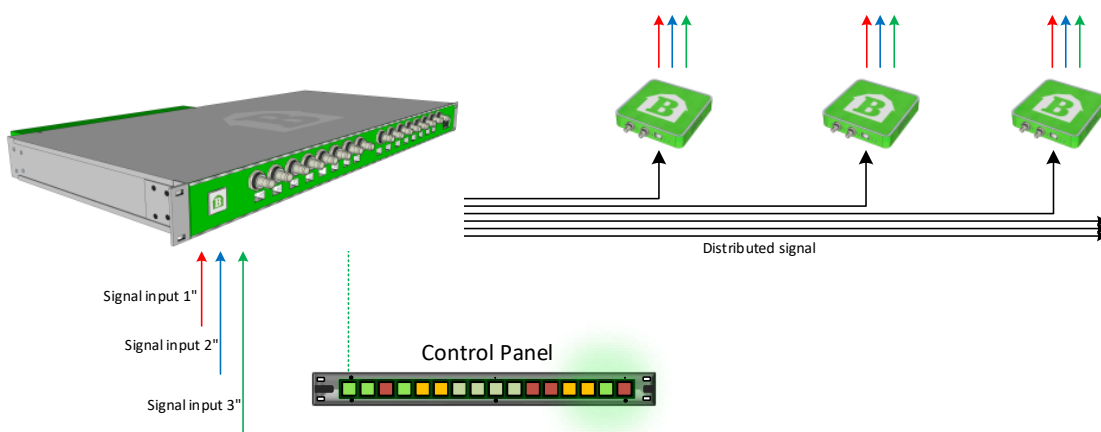 B
B
B
B
B
Distributed signal
Signal input 1"
Signal input 2"
Control Panel
Signal input 3"